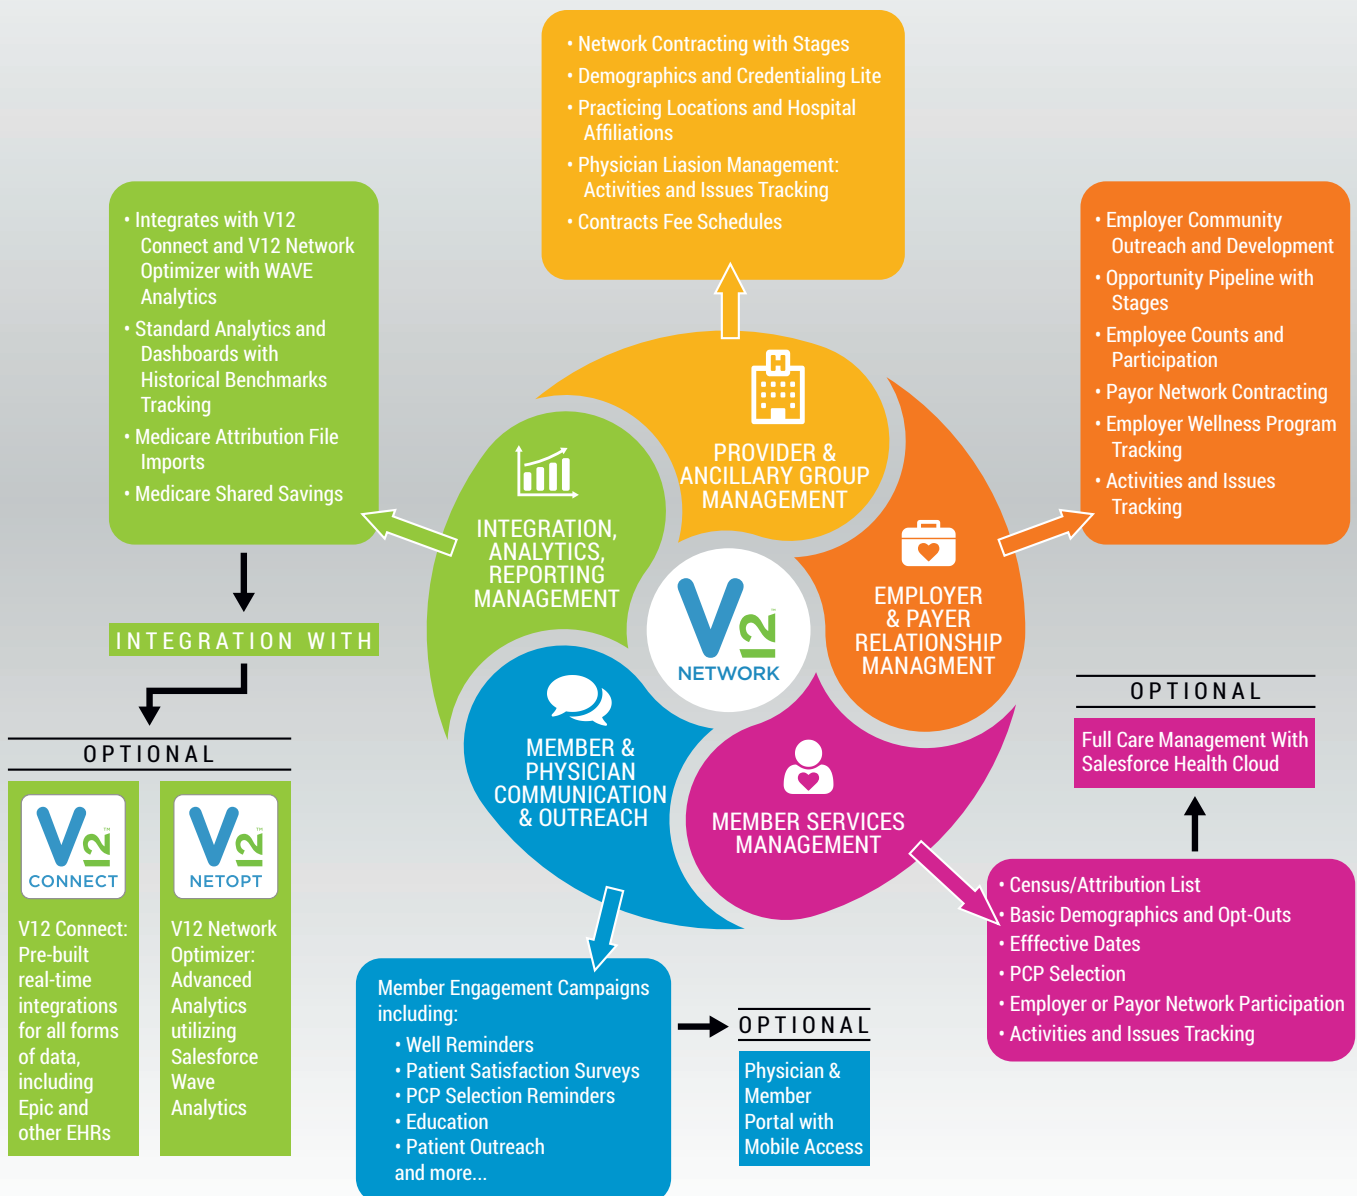 • Network Contracting with Stages
• Demographics and Credentialing Lite
• Practicing Locations and Hospital
Affiliations
• Physician Liasion Management:
Activities and Issues Tracking
• Contracts Fee Schedules
• Integrates with V12
Connect and V12 Network
Optimizer with WAVE
Analytics
• Standard Analytics and
Dashboards with
Historical Benchmarks
Tracking
• Medicare Attribution File
Imports
• Medicare Shared Savings
• Employer Community
Outreach and Development
• Opportunity Pipeline with
Stages
• Employee Counts and
Participation
• Payor Network Contracting
• Employer Wellness Program
Tracking
• Activities and Issues
Tracking
H
PROVIDER &
ANCILLARY GROUP
MANAGEMENT
INTEGRATION,
ANALYTICS,
REPORTING
MANAGEMENT
EMPLOYER
& PAYER
RELATIONSHIP
MANAGMENT
V12™
NETWORK
MEMBER &
PHYSICIAN
COMMUNICATION
& OUTREACH
MEMBER SERVICES
MANAGEMENT
INTEGRATION WITH
OPTIONAL
V12™
CONNECT
V12 Connect:
Pre-built
real-time
integrations
for all forms
of data,
including
Epic and
other EHRs
V12™
NETOPT
V12 Network
Optimizer:
Advanced
Analytics
utilizing
Salesforce
Wave
Analytics
Member Engagement Campaigns
including:
• Well Reminders
• Patient Satisfaction Surveys
• PCP Selection Reminders
• Education
• Patient Outreach
and more...
OPTIONAL
Physician &
Member
Portal with
Mobile Access
OPTIONAL
Full Care Management With
Salesforce Health Cloud
• Census/Attribution List
• Basic Demographics and Opt-Outs
• Efffective Dates
• PCP Selection
• Employer or Payor Network Participation
• Activities and Issues Tracking